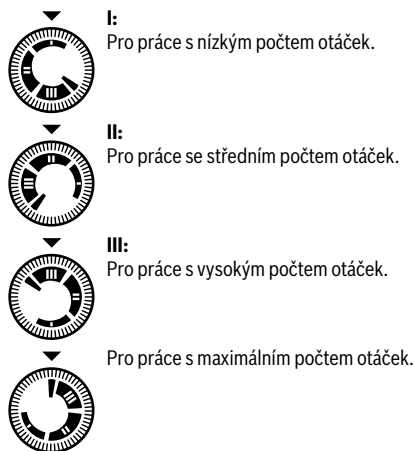 I:
Pro práce s nízkým počtem otáček.
II:
Pro práce se středním počtem otáček.
III:
Pro práce s vysokým počtem otáček.
Pro práce s maximálním počtem otáček.